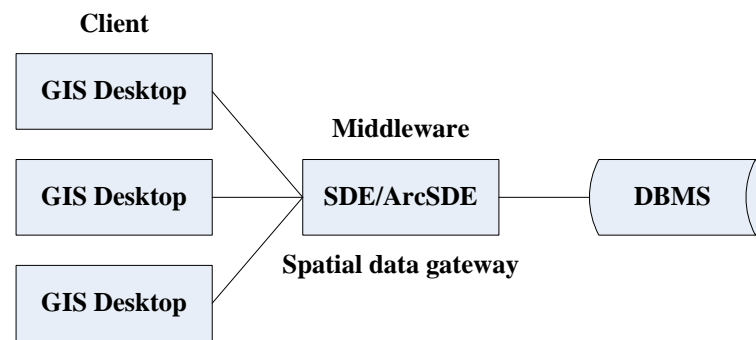 Client
GIS Desktop
Middleware
GIS Desktop
SDE/ArcSDE
DBMS
Spatial data gateway
GIS Desktop